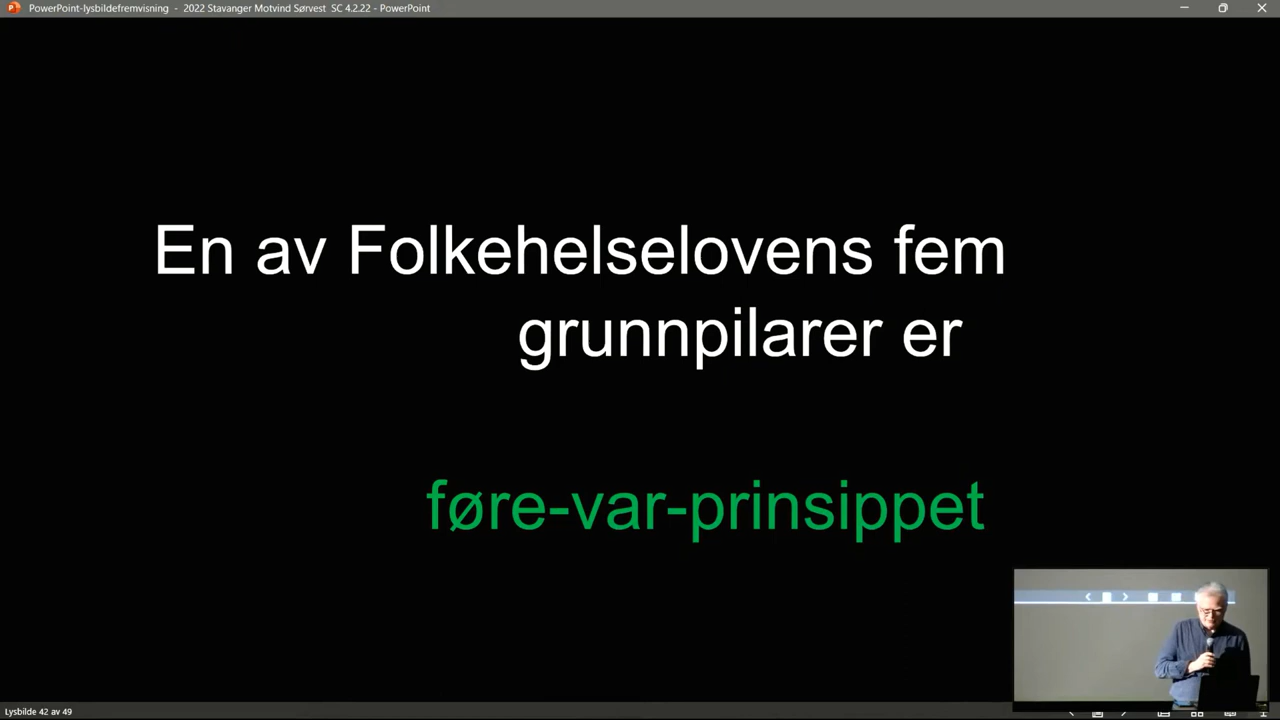 PowerPoint-lysbildefremvisning - 2022 Stavanger Motvind Sørvest SC 4.2.22 - PowerPoint
En av Folkehelselovens fem
grunnpilarer er
føre-var-prinsippet
Lysbilde 42 av 49